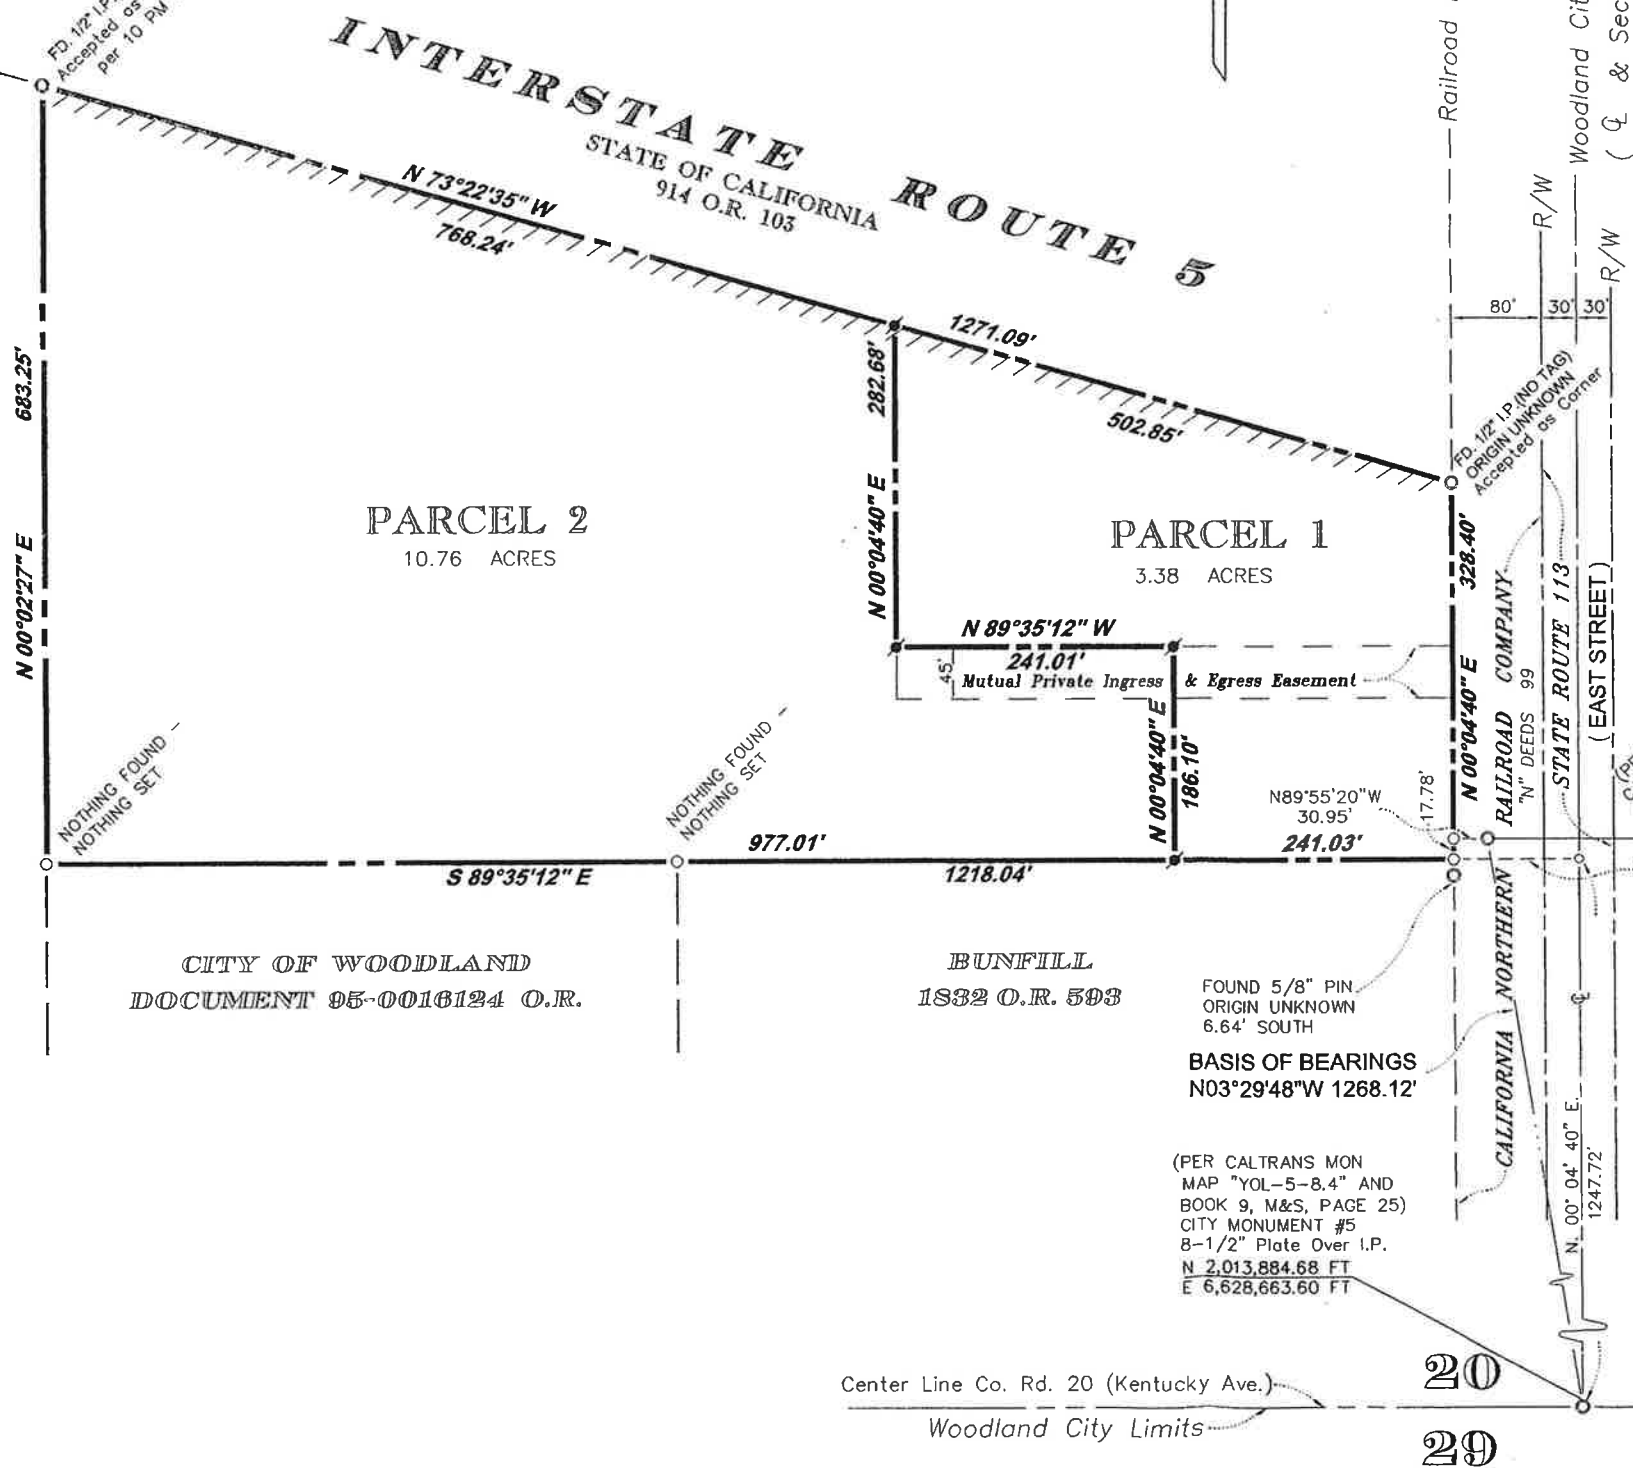 FD. 1/2" I.P.
Accepted as
per 10 PM
INTERSTATE ROUTE 5
STATE OF CALIFORNIA
914 O.R. 103
Railroad
Woodland Cit
( ℄ & Sec
R/W
R/W
N 73°22'35" W
768.24'
80'
30'
30'
1271.09'
502.85'
683.25'
N 00°02'27" E
282.68'
N 00°04'40" E
FD. 1/2" I.P.(NO TAG)
ORIGIN UNKNOWN
Accepted as Corner
PARCEL 2
10.76 ACRES
PARCEL 1
3.38 ACRES
328.40'
N 00°04'40" E
N 89°35'12" W
241.01'
45'
Mutual Private Ingress & Egress Easement
N 00°04'40" E
186.10'
CALIFORNIA NORTHERN RAILROAD COMPANY
"N" DEEDS 99
STATE ROUTE 113
(EAST STREET)
NOTHING FOUND –
NOTHING SET
NOTHING FOUND –
NOTHING SET
N89°55'20"W
30.95'
17.78'
977.01'
241.03'
S 89°35'12" E
1218.04'
CITY OF WOODLAND
DOCUMENT 95-0016124 O.R.
BUNFILL
1832 O.R. 593
FOUND 5/8" PIN
ORIGIN UNKNOWN
6.64' SOUTH
℄
BASIS OF BEARINGS
N03°29'48"W 1268.12'
N. 00° 04' 40" E.
1247.72'
(PER CALTRANS MON
MAP "YOL-5-8.4" AND
BOOK 9, M&S, PAGE 25)
CITY MONUMENT #5
8-1/2" Plate Over I.P.
N 2,013,884.68 FT
E 6,628,663.60 FT
20
Center Line Co. Rd. 20 (Kentucky Ave.)
Woodland City Limits
29